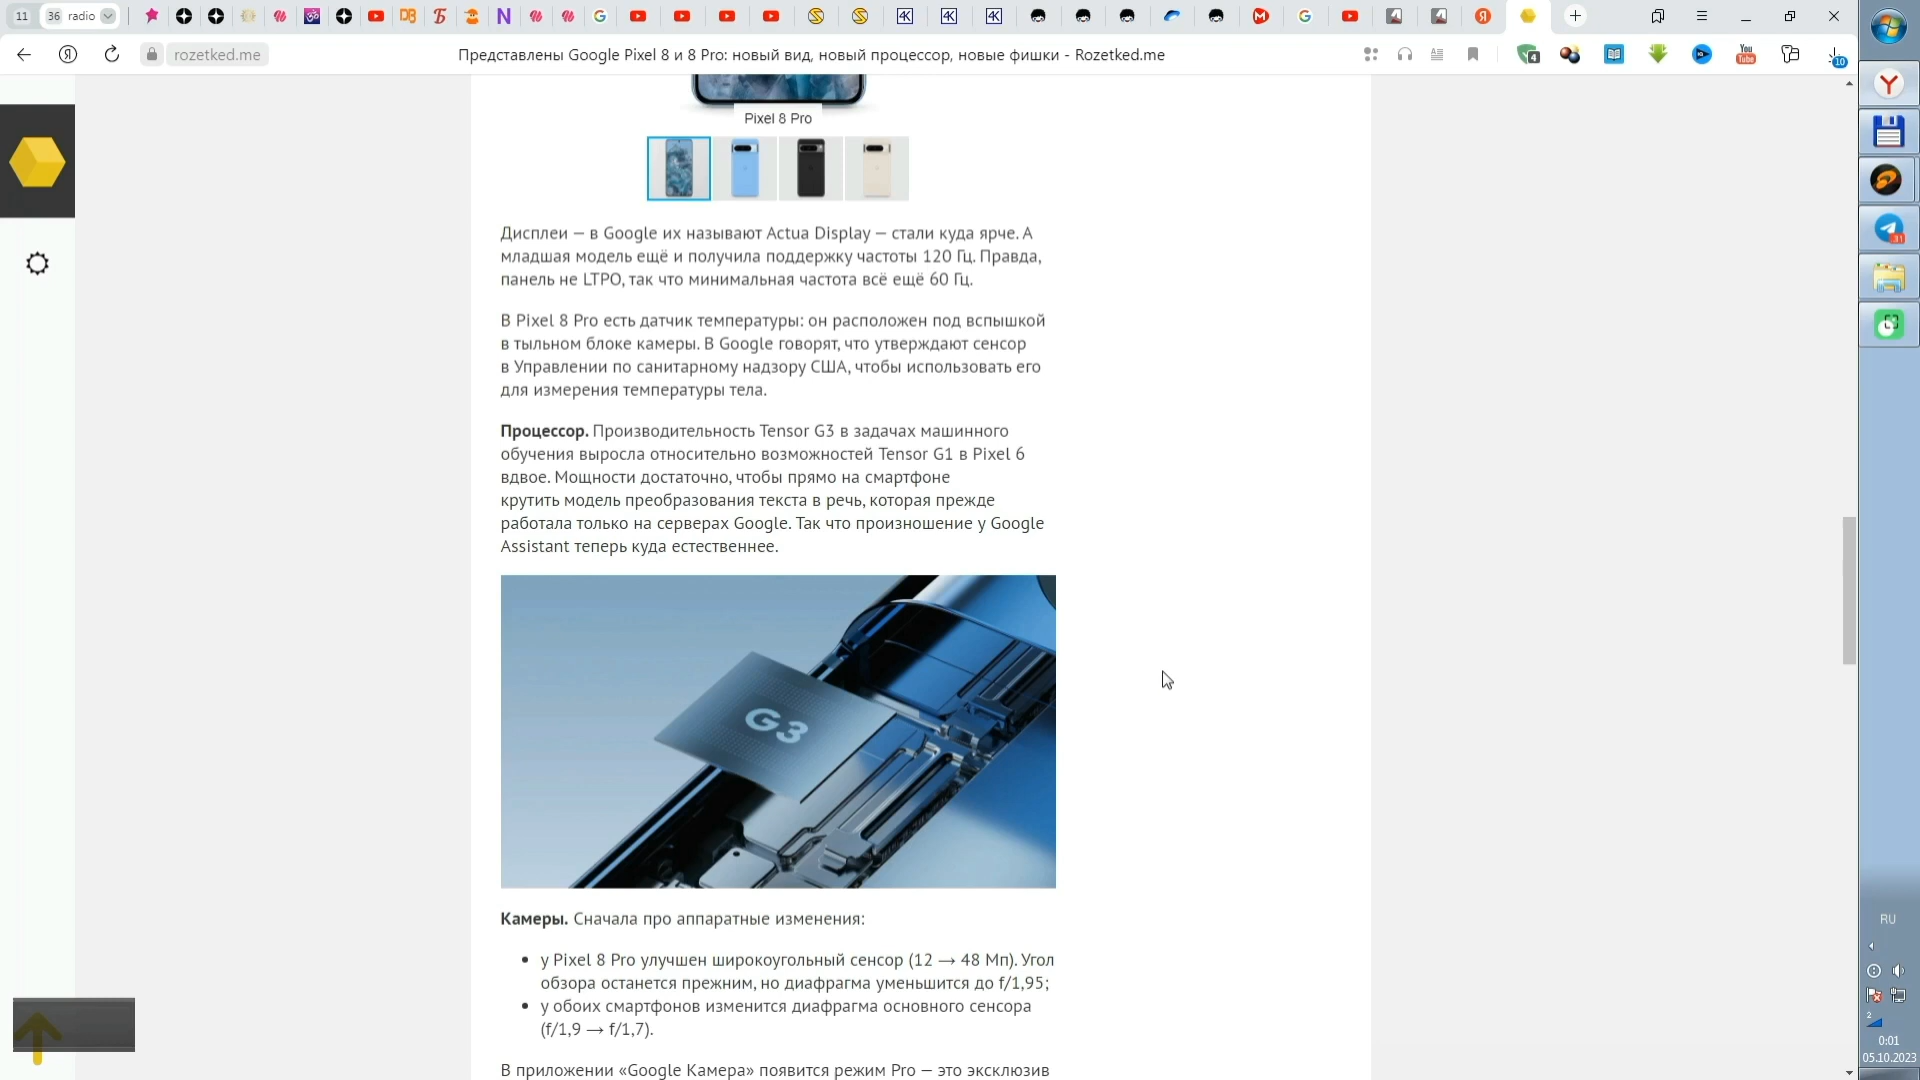 11
36 radio
rozetked.me
Представлены Google Pixel 8 и 8 Pro: новый вид, новый процессор, новые фишки - Rozetked.me
4
You Tube
10
Pixel 8 Pro
Дисплеи — в Google их называют Actua Display — стали куда ярче. А
младшая модель ещё и получила поддержку частоты 120 Гц. Правда,
панель не LTPO, так что минимальная частота всё ещё 60 Гц.
В Pixel 8 Pro есть датчик температуры: он расположен под вспышкой
в тыльном блоке камеры. В Google говорят, что утверждают сенсор
в Управлении по санитарному надзору США, чтобы использовать его
для измерения температуры тела.
Процессор. Производительность Tensor G3 в задачах машинного
обучения выросла относительно возможностей Tensor G1 в Pixel 6
вдвое. Мощности достаточно, чтобы прямо на смартфоне
крутить модель преобразования текста в речь, которая прежде
работала только на серверах Google. Так что произношение у Google
Assistant теперь куда естественнее.
G3
Камеры. Сначала про аппаратные изменения:
• у Pixel 8 Pro улучшен широкоугольный сенсор (12 → 48 Мп). Угол
обзора останется прежним, но диафрагма уменьшится до f/1,95;
• у обоих смартфонов изменится диафрагма основного сенсора
(f/1,9 → f/1,7).
В приложении «Google Камера» появится режим Pro — это эксклюзив
31
RU
2
0:01
05.10.2023